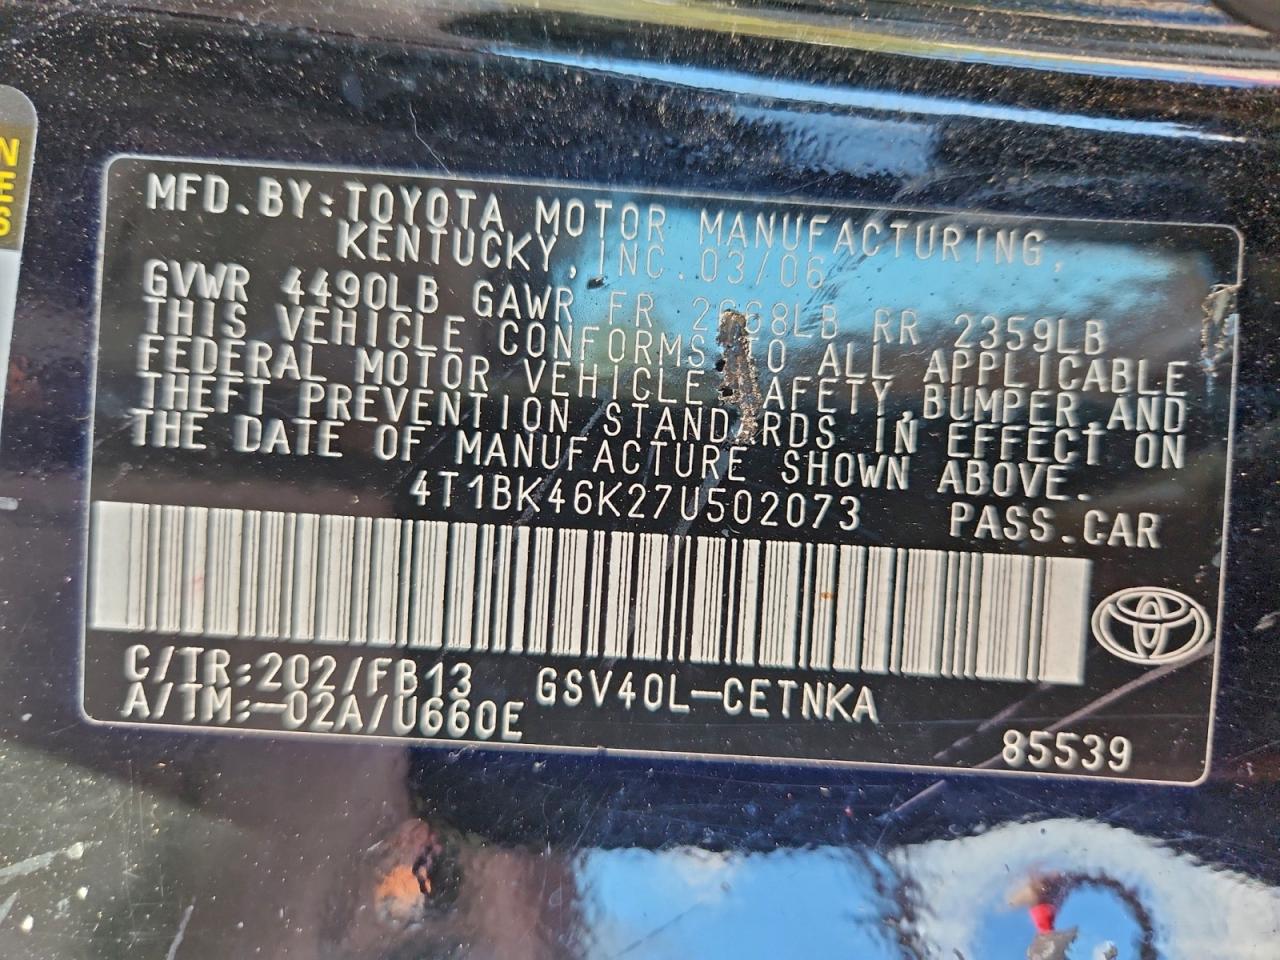 N
E
S
MFD.BY:TOYOTA MOTOR MANUFACTURING,
KENTUCKY, INC.03/06
GVWR 4490LB GAWR FR LB RR 2359LB
THIS VEHICLE CONFORMS TO ALL APPLICABLE
FEDERAL MOTOR VEHICLE SAFETY,BUMPER,AND
THEFT PREVENTION STANDARDS IN EFFECT ON
THE DATE OF MANUFACTURE SHOWN ABOVE.
4T1BK46K27U502073 PASS.CAR
C/TR:202/FB13 GSV40L-CETNKA
A/TM:-02A/U660E
85539